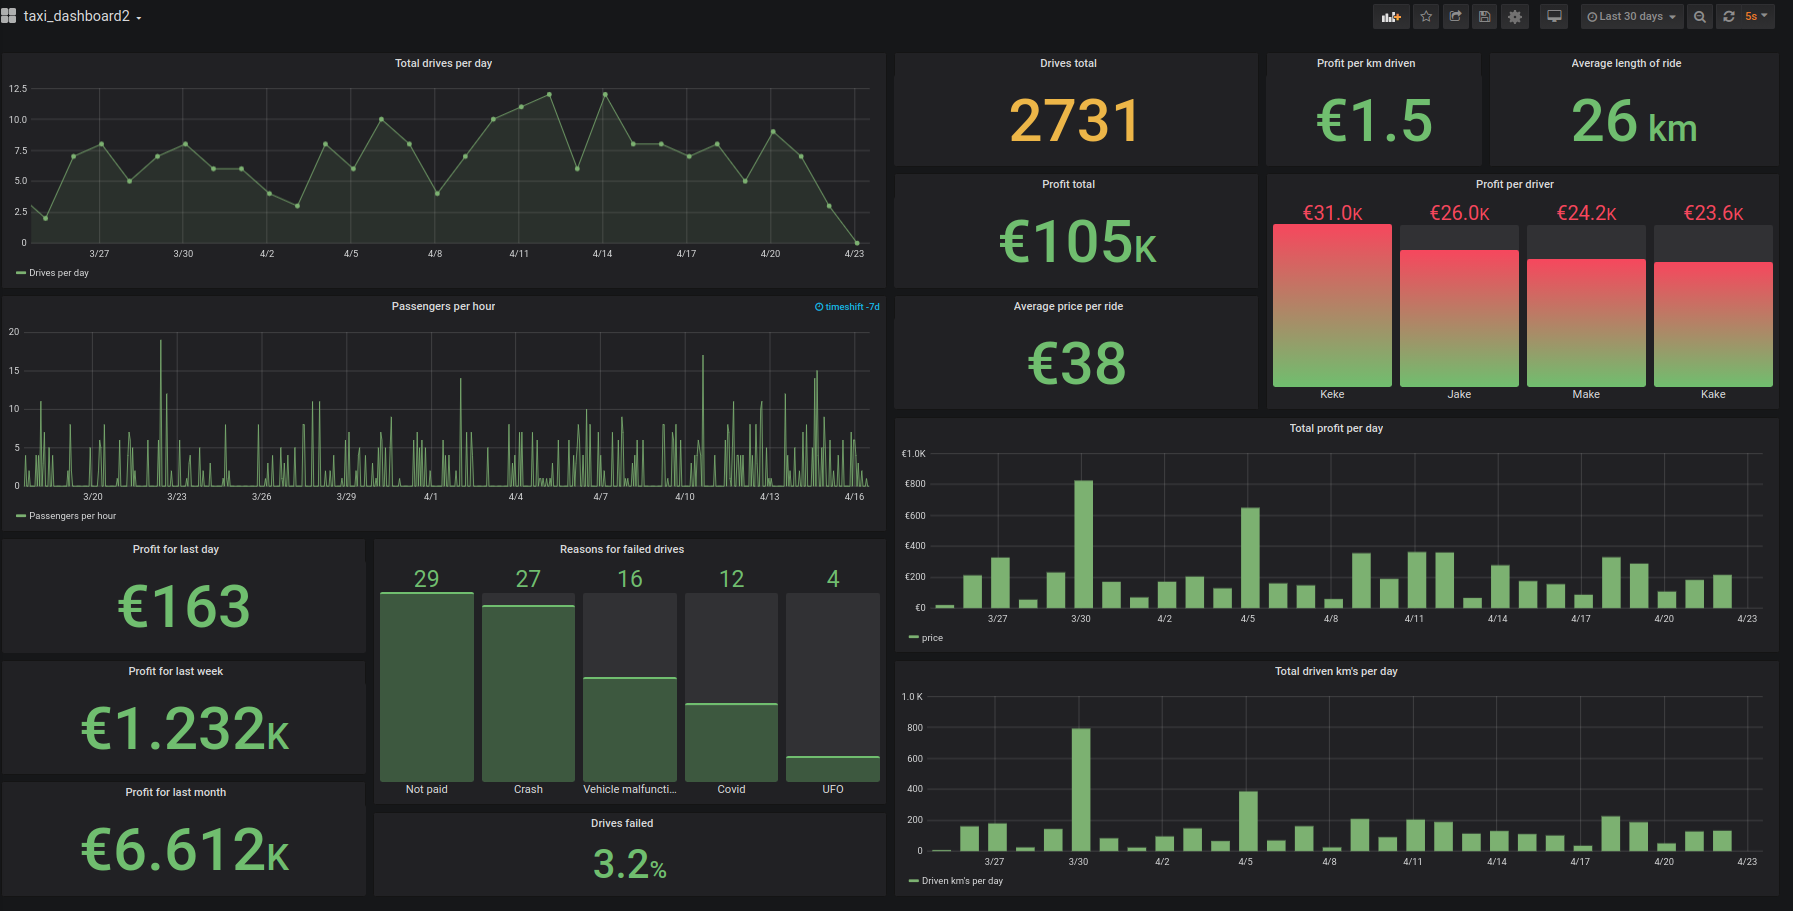 taxi_dashboard2
Last 30 days
5s
Total drives per day
12.5
10.0
7.5
5.0
2.5
0
3/27 3/30 4/2 4/5 4/8 4/11 4/14 4/17 4/20 4/23
Drives per day
Drives total
2731
Profit per km driven
€1.5
Average length of ride
26 km
Profit total
€105K
Profit per driver
€31.0K €26.0K €24.2K €23.6K
Keke Jake Make Kake
Passengers per hour
timeshift -7d
20
15
10
5
0
3/20 3/23 3/26 3/29 4/1 4/4 4/7 4/10 4/13 4/16
Passengers per hour
Average price per ride
€38
Total profit per day
€1.0K
€800
€600
€400
€200
€0
3/27 3/30 4/2 4/5 4/8 4/11 4/14 4/17 4/20 4/23
price
Profit for last day
€163
Profit for last week
€1.232K
Profit for last month
€6.612K
Reasons for failed drives
29 27 16 12 4
Not paid Crash Vehicle malfuncti... Covid UFO
Drives failed
3.2%
Total driven km's per day
1.0 K
800
600
400
200
0
3/27 3/30 4/2 4/5 4/8 4/11 4/14 4/17 4/20 4/23
Driven km's per day